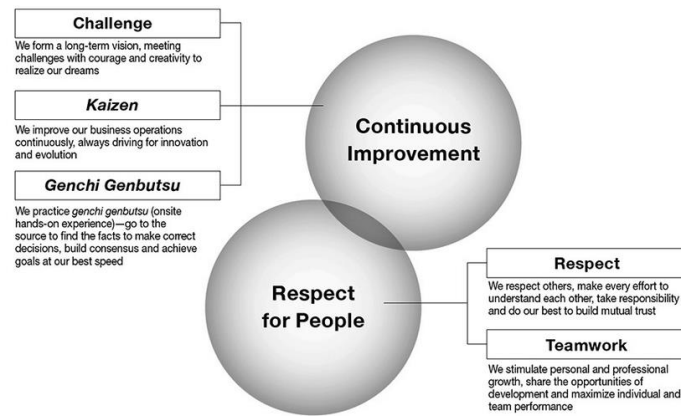 Challenge
We form a long-term vision, meeting
challenges with courage and creativity to
realize our dreams
Kaizen
We improve our business operations
continuously, always driving for innovation
and evolution
Genchi Genbutsu
We practice genchi genbutsu (onsite
hands-on experience)—go to the
source to find the facts to make correct
decisions, build consensus and achieve
goals at our best speed
Continuous
Improvement
Respect
for People
Respect
We respect others, make every effort to
understand each other, take responsibility
and do our best to build mutual trust
Teamwork
We stimulate personal and professional
growth, share the opportunities of
development and maximize individual and
team performance